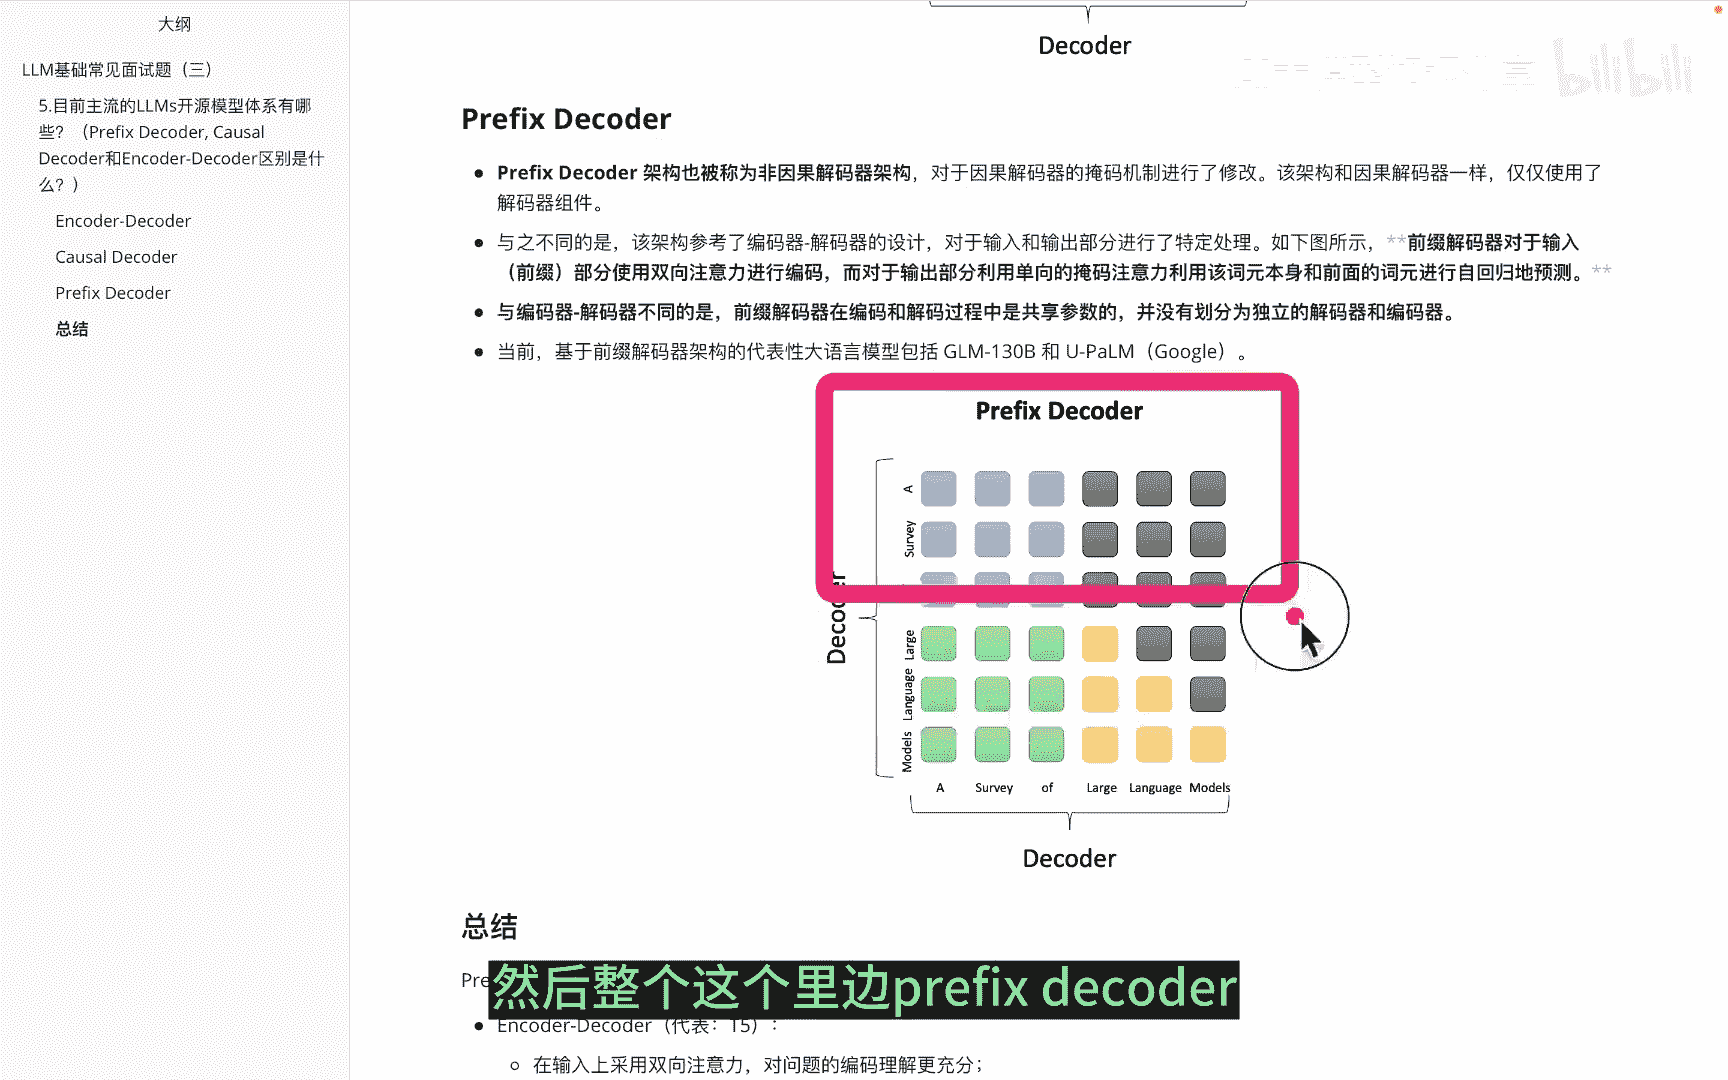 大纲
LLM基础常见面试题（三）
5.目前主流的LLMs开源模型体系有哪
些？（Prefix Decoder, Causal
Decoder和Encoder-Decoder区别是什
么？）
Encoder-Decoder
Causal Decoder
Prefix Decoder
总结
Decoder
bilibili
Prefix Decoder
Prefix Decoder 架构也被称为非因果解码器架构，对于因果解码器的掩码机制进行了修改。该架构和因果解码器一样，仅仅使用了
解码器组件。
与之不同的是，该架构参考了编码器-解码器的设计，对于输入和输出部分进行了特定处理。如下图所示，**前缀解码器对于输入
（前缀）部分使用双向注意力进行编码，而对于输出部分利用单向的掩码注意力利用该词元本身和前面的词元进行自回归地预测。**
与编码器-解码器不同的是，前缀解码器在编码和解码过程中是共享参数的，并没有划分为独立的解码器和编码器。
当前，基于前缀解码器架构的代表性大语言模型包括 GLM-130B 和 U-PaLM（Google）。
Prefix Decoder
A
Survey
Large
Language
Models
Decoder
A Survey of Large Language Models
Decoder
总结
Pre
然后整个这个里边prefix decoder
Encoder-Decoder（代表：T5）：
在输入上采用双向注意力，对问题的编码理解更充分；